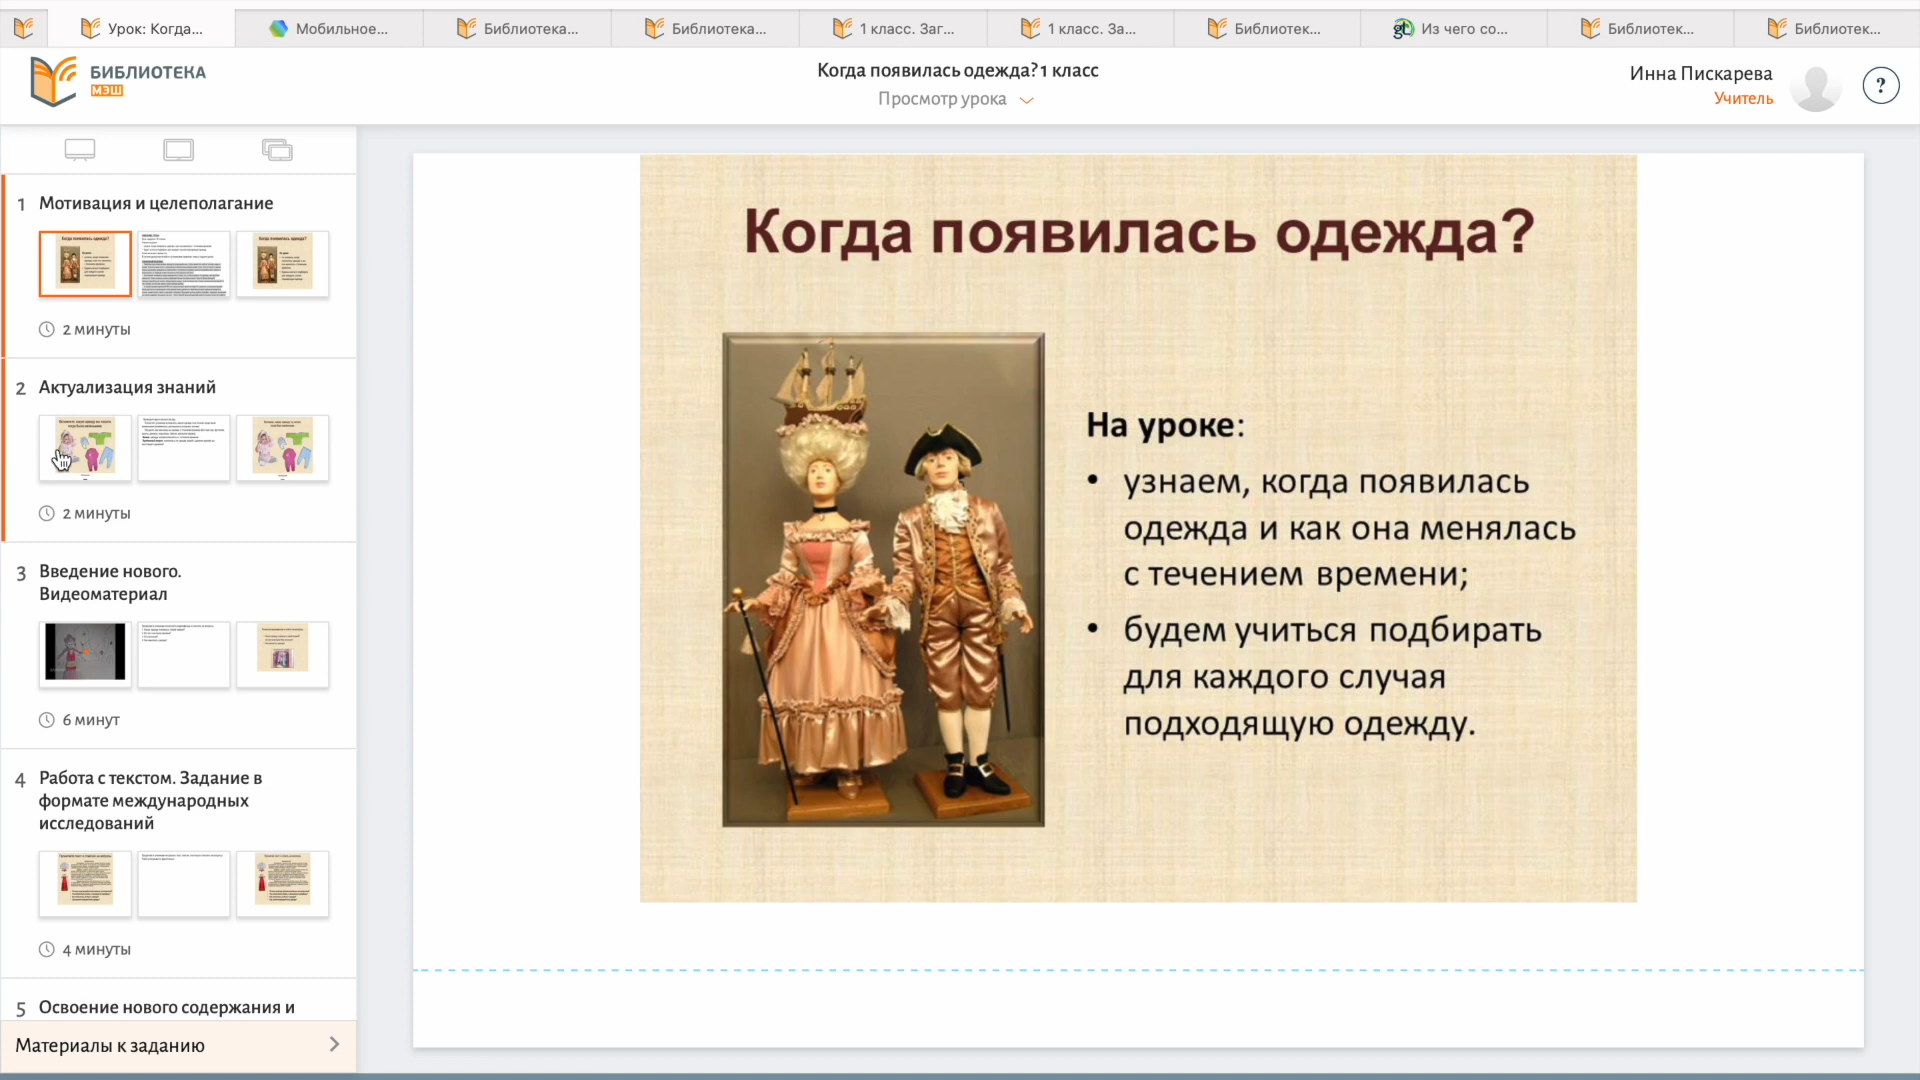 Урок: Когда...
Мобильное...
Библиотека...
Библиотека...
1 класс. Заг...
1 класс. За...
Библиотек...
Из чего со...
Библиотек...
Библиотек...
БИБЛИОТЕКА
МЭШ
Когда появилась одежда? 1 класс
Просмотр урока
Инна Пискарева
Учитель
?
1 Мотивация и целеполагание
2 минуты
2 Актуализация знаний
2 минуты
3 Введение нового.
Видеоматериал
6 минут
4 Работа с текстом. Задание в
формате международных
исследований
4 минуты
5 Освоение нового содержания и
Материалы к заданию
Когда появилась одежда?
На уроке:
• узнаем, когда появилась
одежда и как она менялась
с течением времени;
• будем учиться подбирать
для каждого случая
подходящую одежду.